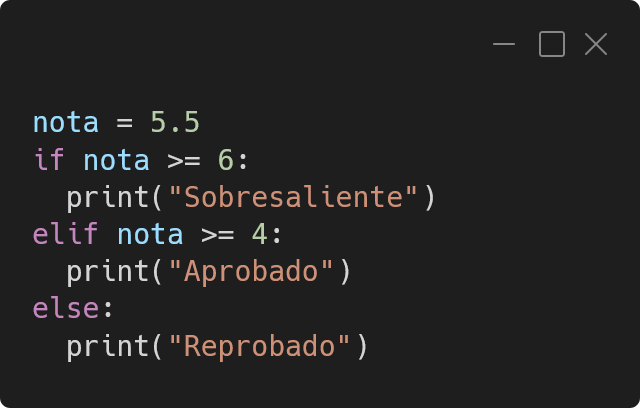 nota = 5.5
if nota >= 6:
  print("Sobresaliente")
elif nota >= 4:
  print("Aprobado")
else:
  print("Reprobado")